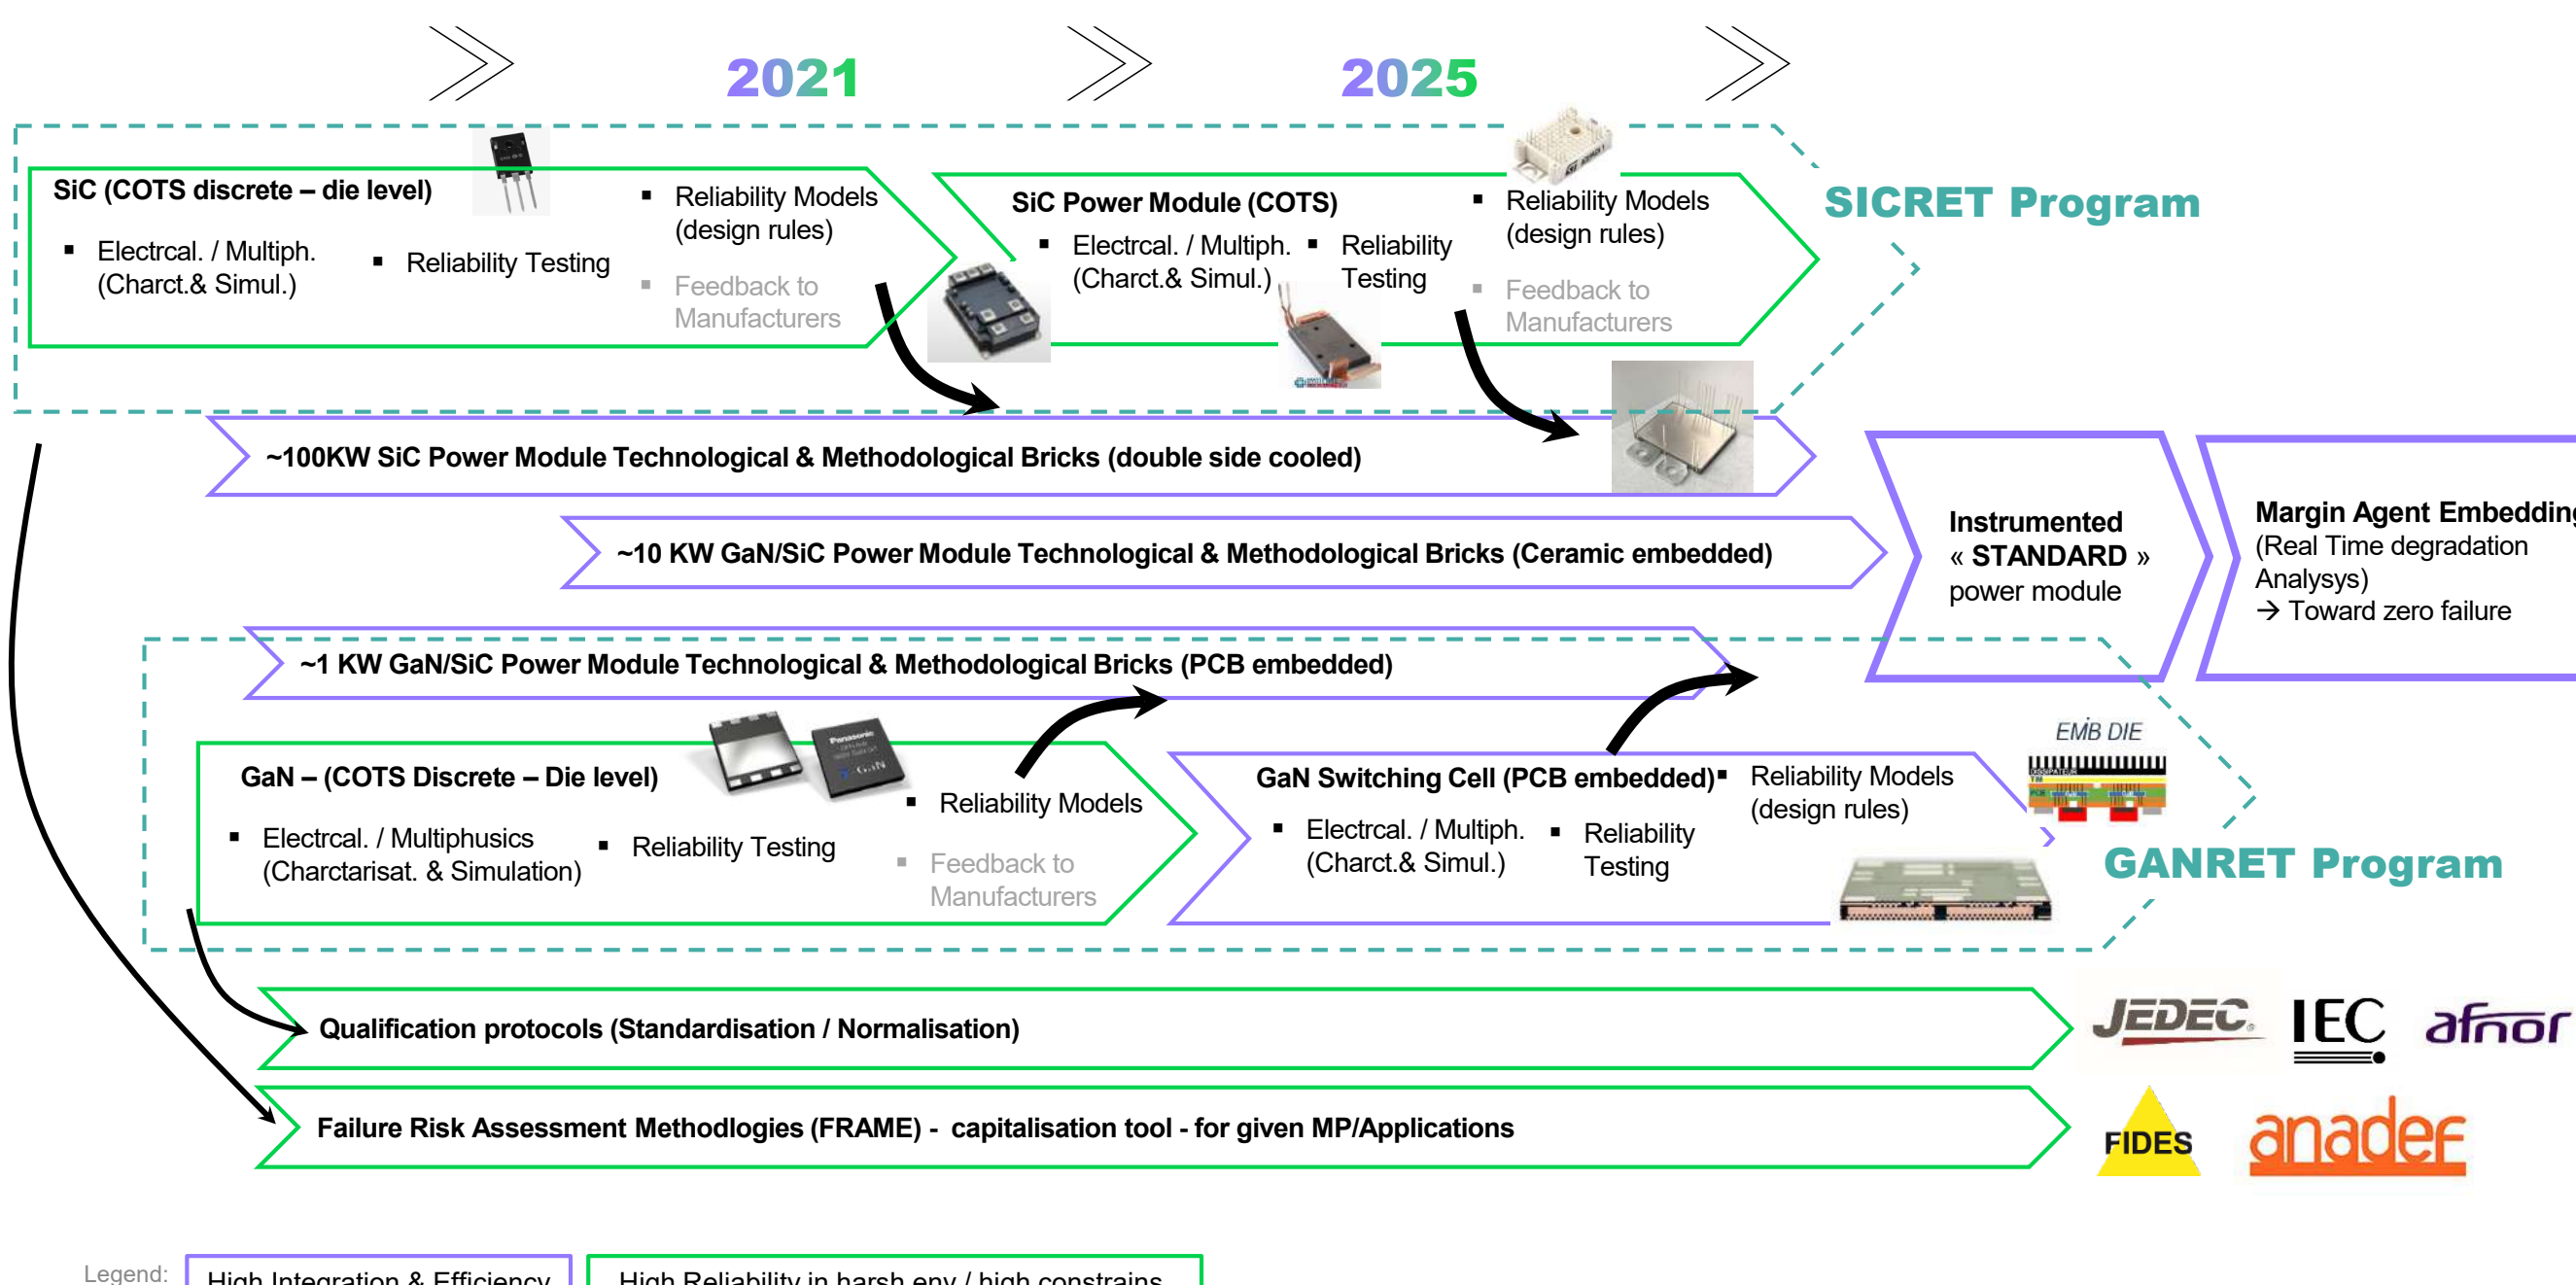 2021
2025
SiC (COTS discrete – die level)
▪ Electrcal. / Multiph.
(Charct.& Simul.)
▪ Reliability Testing
▪ Reliability Models
(design rules)
▪ Feedback to
Manufacturers
SiC Power Module (COTS)
▪ Electrcal. / Multiph.
(Charct.& Simul.)
▪ Reliability
Testing
▪ Reliability Models
(design rules)
▪ Feedback to
Manufacturers
SICRET Program
~100KW SiC Power Module Technological & Methodological Bricks (double side cooled)
~10 KW GaN/SiC Power Module Technological & Methodological Bricks (Ceramic embedded)
~1 KW GaN/SiC Power Module Technological & Methodological Bricks (PCB embedded)
Instrumented
« STANDARD »
power module
Margin Agent Embedding
(Real Time degradation
Analysys)
→ Toward zero failure
GaN – (COTS Discrete – Die level)
▪ Electrcal. / Multiphusics
(Charctarisat. & Simulation)
▪ Reliability Testing
▪ Reliability Models
▪ Feedback to
Manufacturers
Panasonic
GaN
GaN Switching Cell (PCB embedded)
▪ Electrcal. / Multiph.
(Charct.& Simul.)
▪ Reliability
Testing
▪ Reliability Models
(design rules)
EMB DIE
DISSIPATEUR
TIM
PCB
GANRET Program
Qualification protocols (Standardisation / Normalisation)
JEDEC.
IEC
afnor
Failure Risk Assessment Methodlogies (FRAME) - capitalisation tool - for given MP/Applications
FIDES
anadef
Legend:
High Integration & Efficiency
High Reliability in harsh env / high constrains